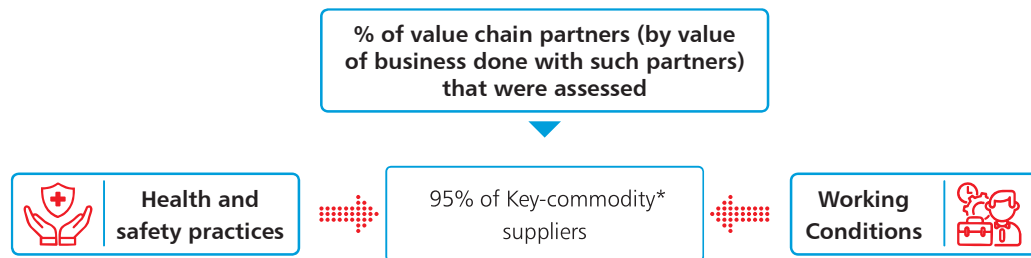 % of value chain partners (by value
of business done with such partners)
that were assessed
Health and
safety practices
95% of Key-commodity*
suppliers
Working
Conditions